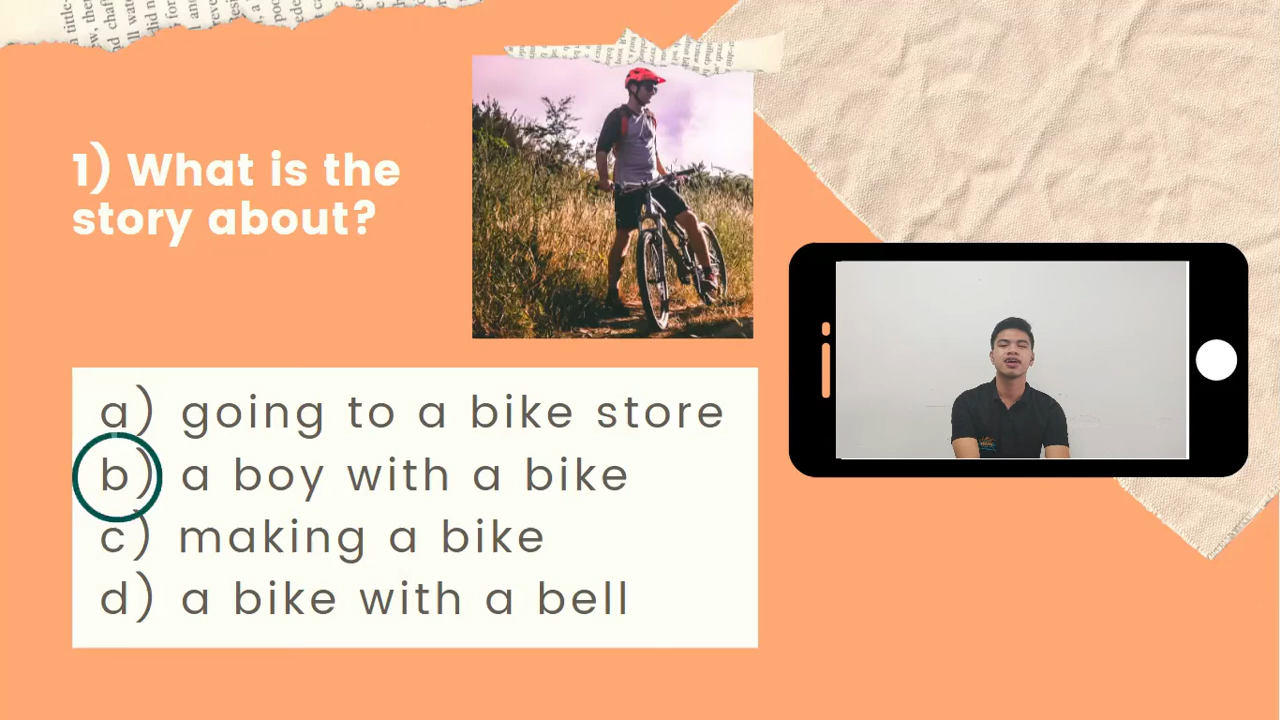 1) What is the
story about?
a) going to a bike store
b) a boy with a bike
c) making a bike
d) a bike with a bell